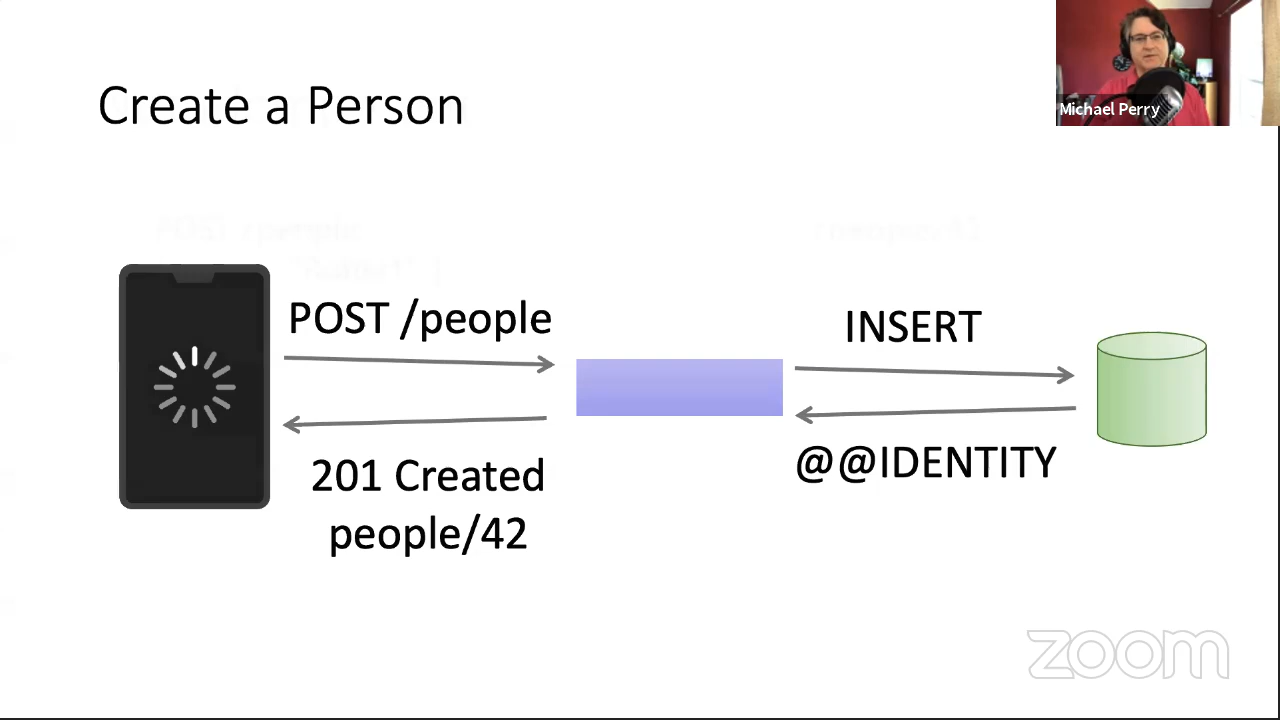 Create a Person
Michael Perry
POST /people
INSERT
201 Created
people/42
@@IDENTITY
zoom